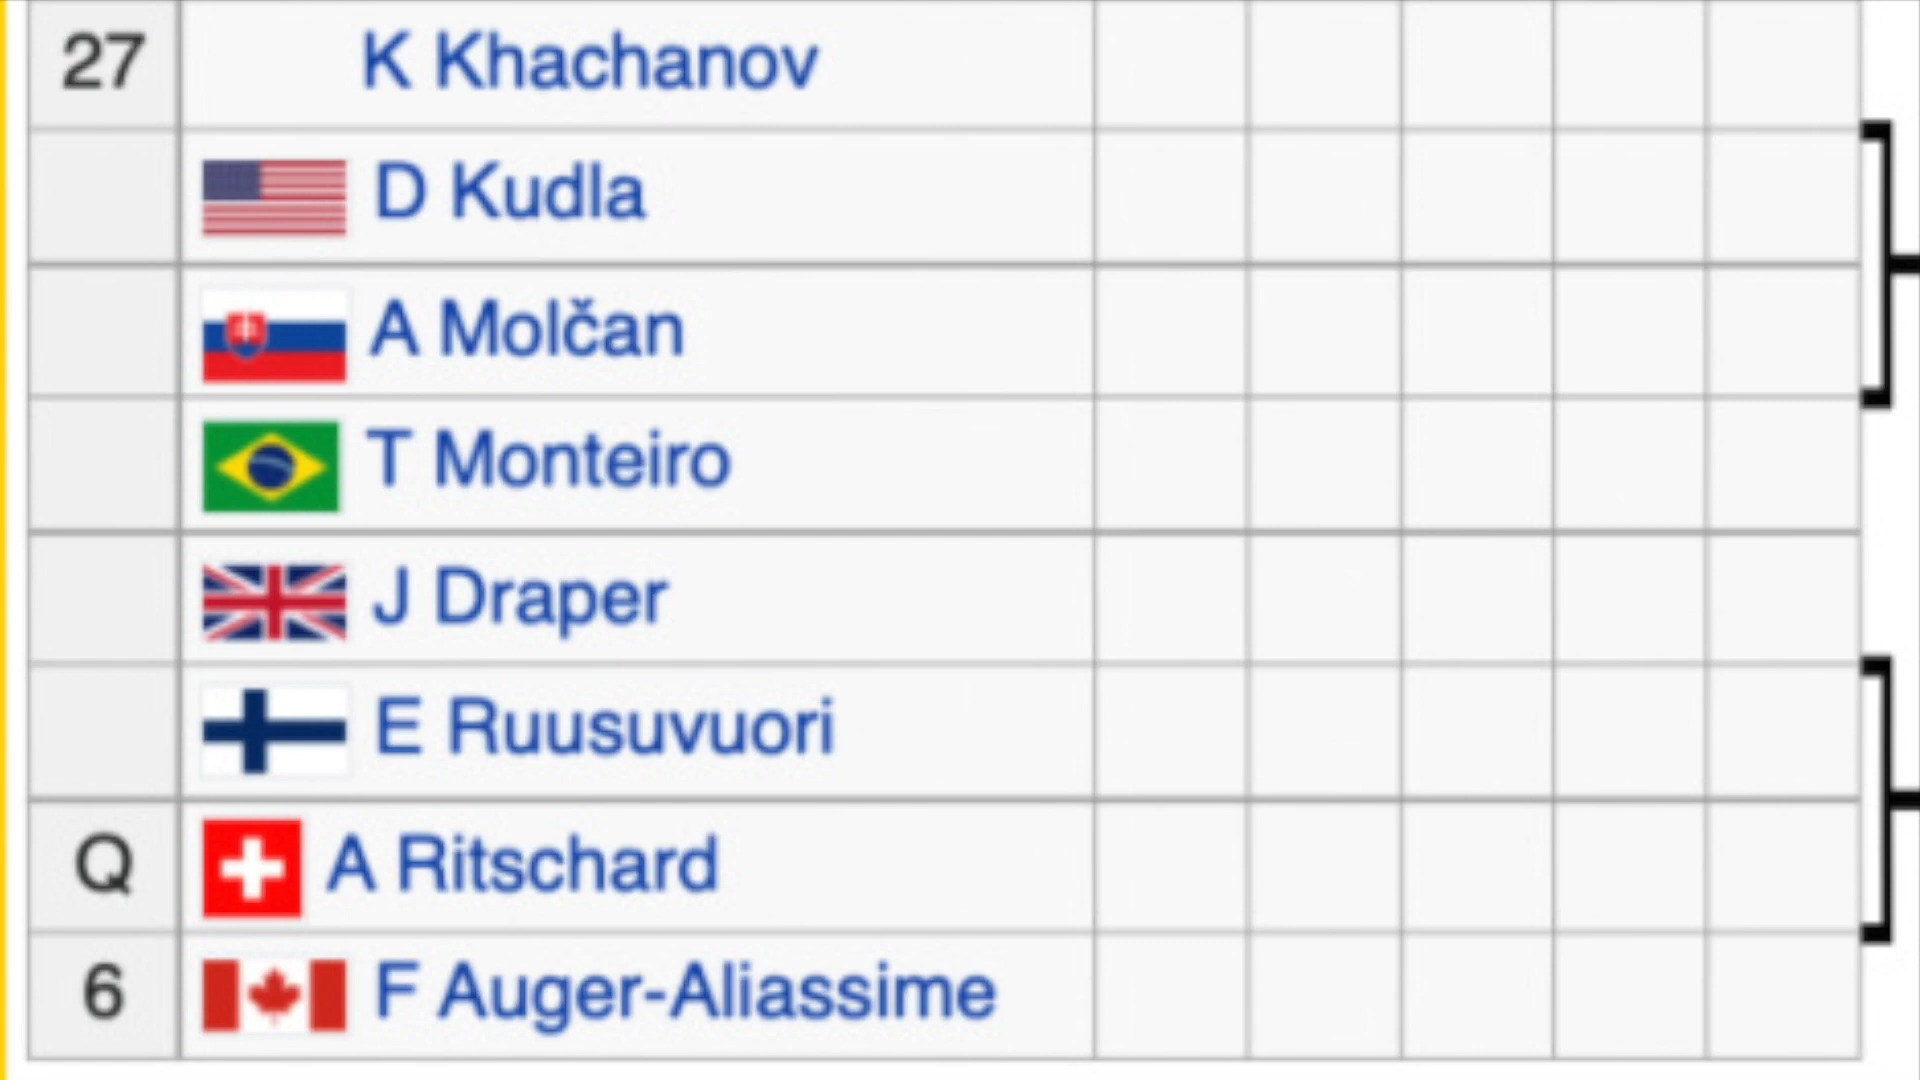 27 K Khachanov
D Kudla
A Molčan
T Monteiro
J Draper
E Ruusuvuori
Q A Ritschard
6 F Auger-Aliassime